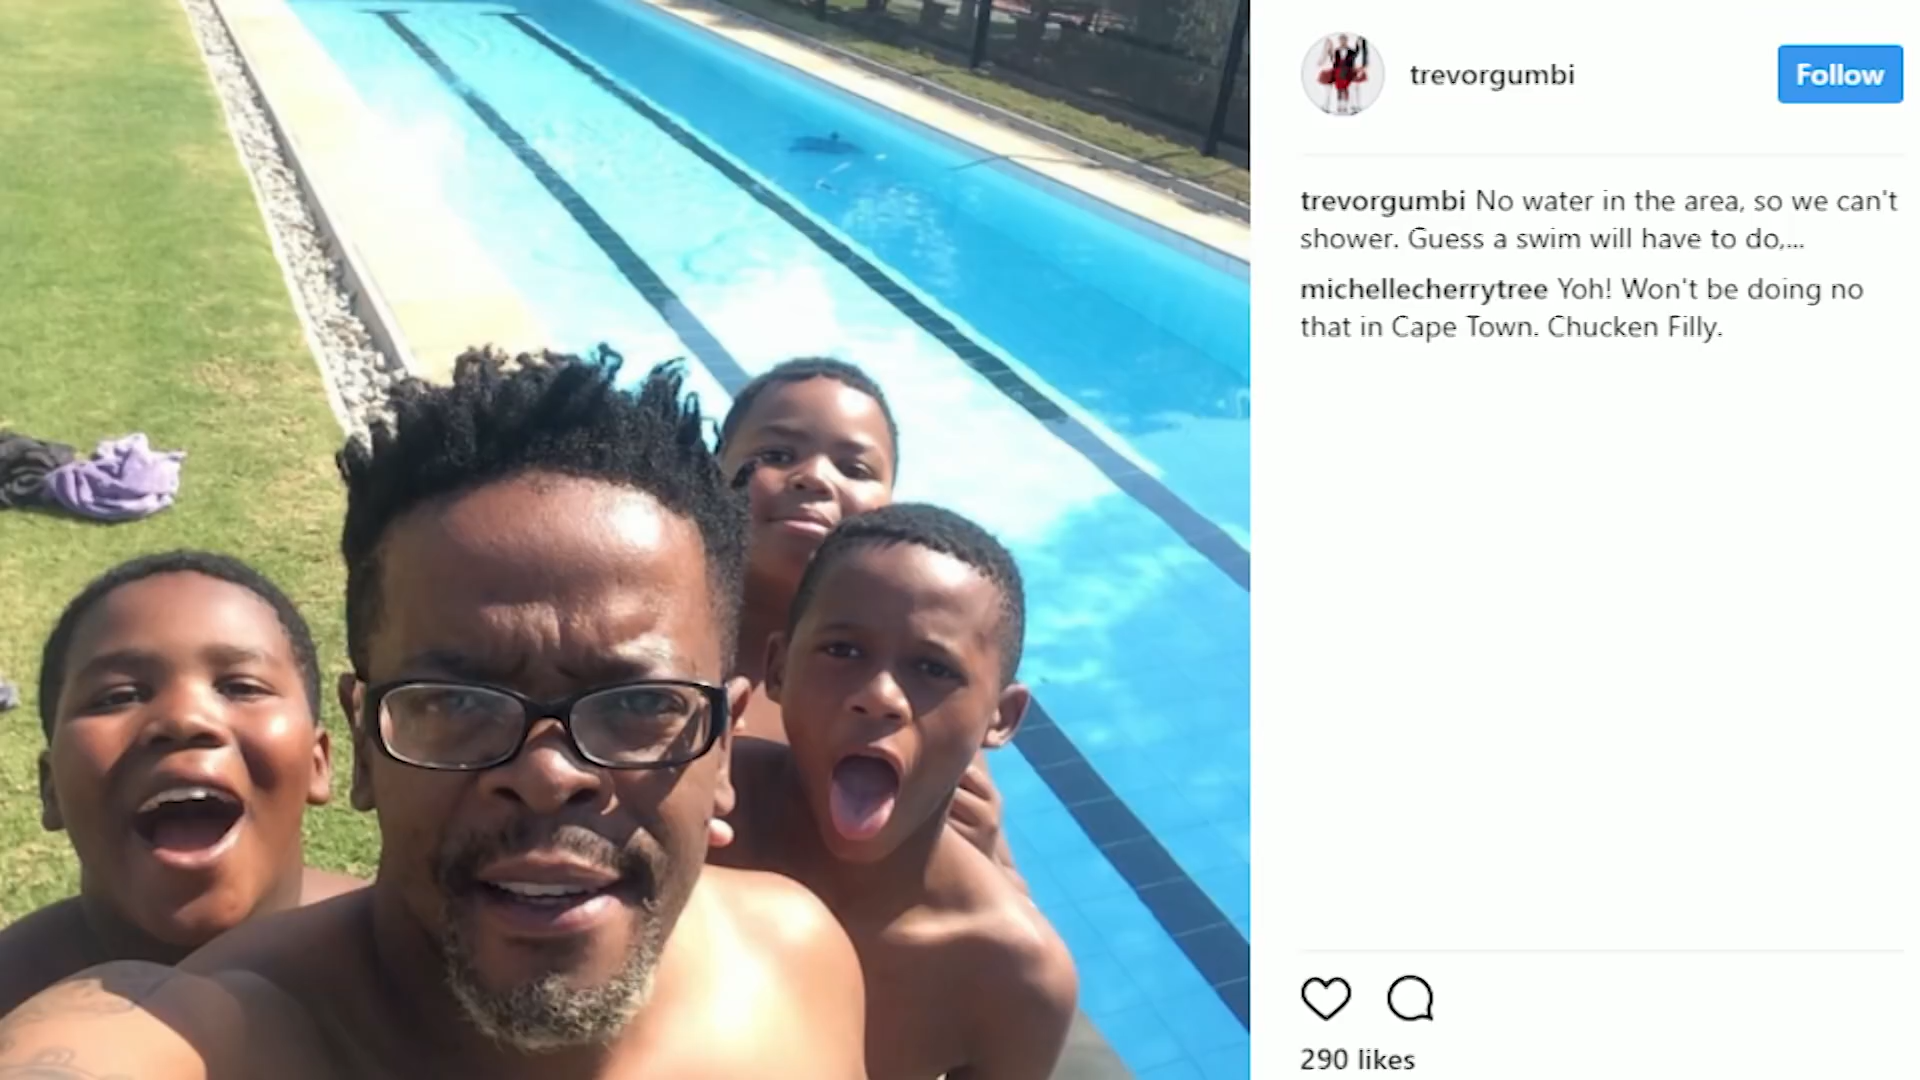 trevorgumbi
Follow
trevorgumbi No water in the area, so we can't
shower. Guess a swim will have to do,...
michellecherrytree Yoh! Won't be doing no
that in Cape Town. Chucken Filly.
290 likes